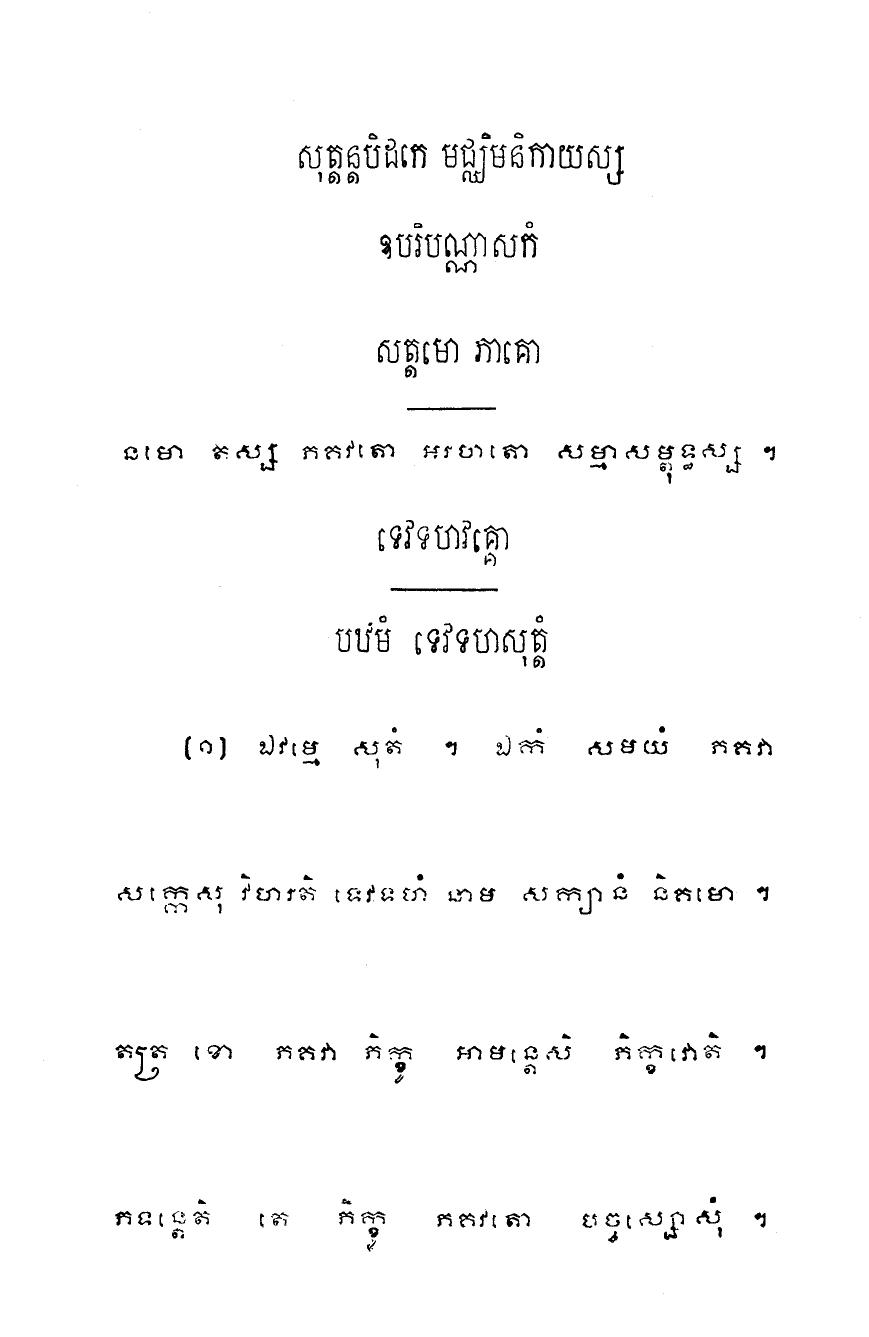 សុត្តន្តបិដកេ មជ្ឈិមនិកាយស្ស
ឧបរិបណ្ណាសកំ
សត្តមោ ភាគោ
នមោ តស្ស ភគវតោ អរហតោ សម្មាសម្ពុទ្ធស្ស ។
ទេវទហវគ្គោ
បឋមំ ទេវទហសុត្តំ
(១) ឯវម្មេ សុតំ ។ ឯកំ សមយំ ភគវា
សក្កេសុ វិហរតិ ទេវទហំ នាម សក្យានំ និគមោ ។
តត្រ ខោ ភគវា ភិក្ខូ អាមន្តេសិ ភិក្ខវោតិ ។
ភទន្តេតិ តេ ភិក្ខូ ភគវតោ បច្ចស្សោសុំ ។